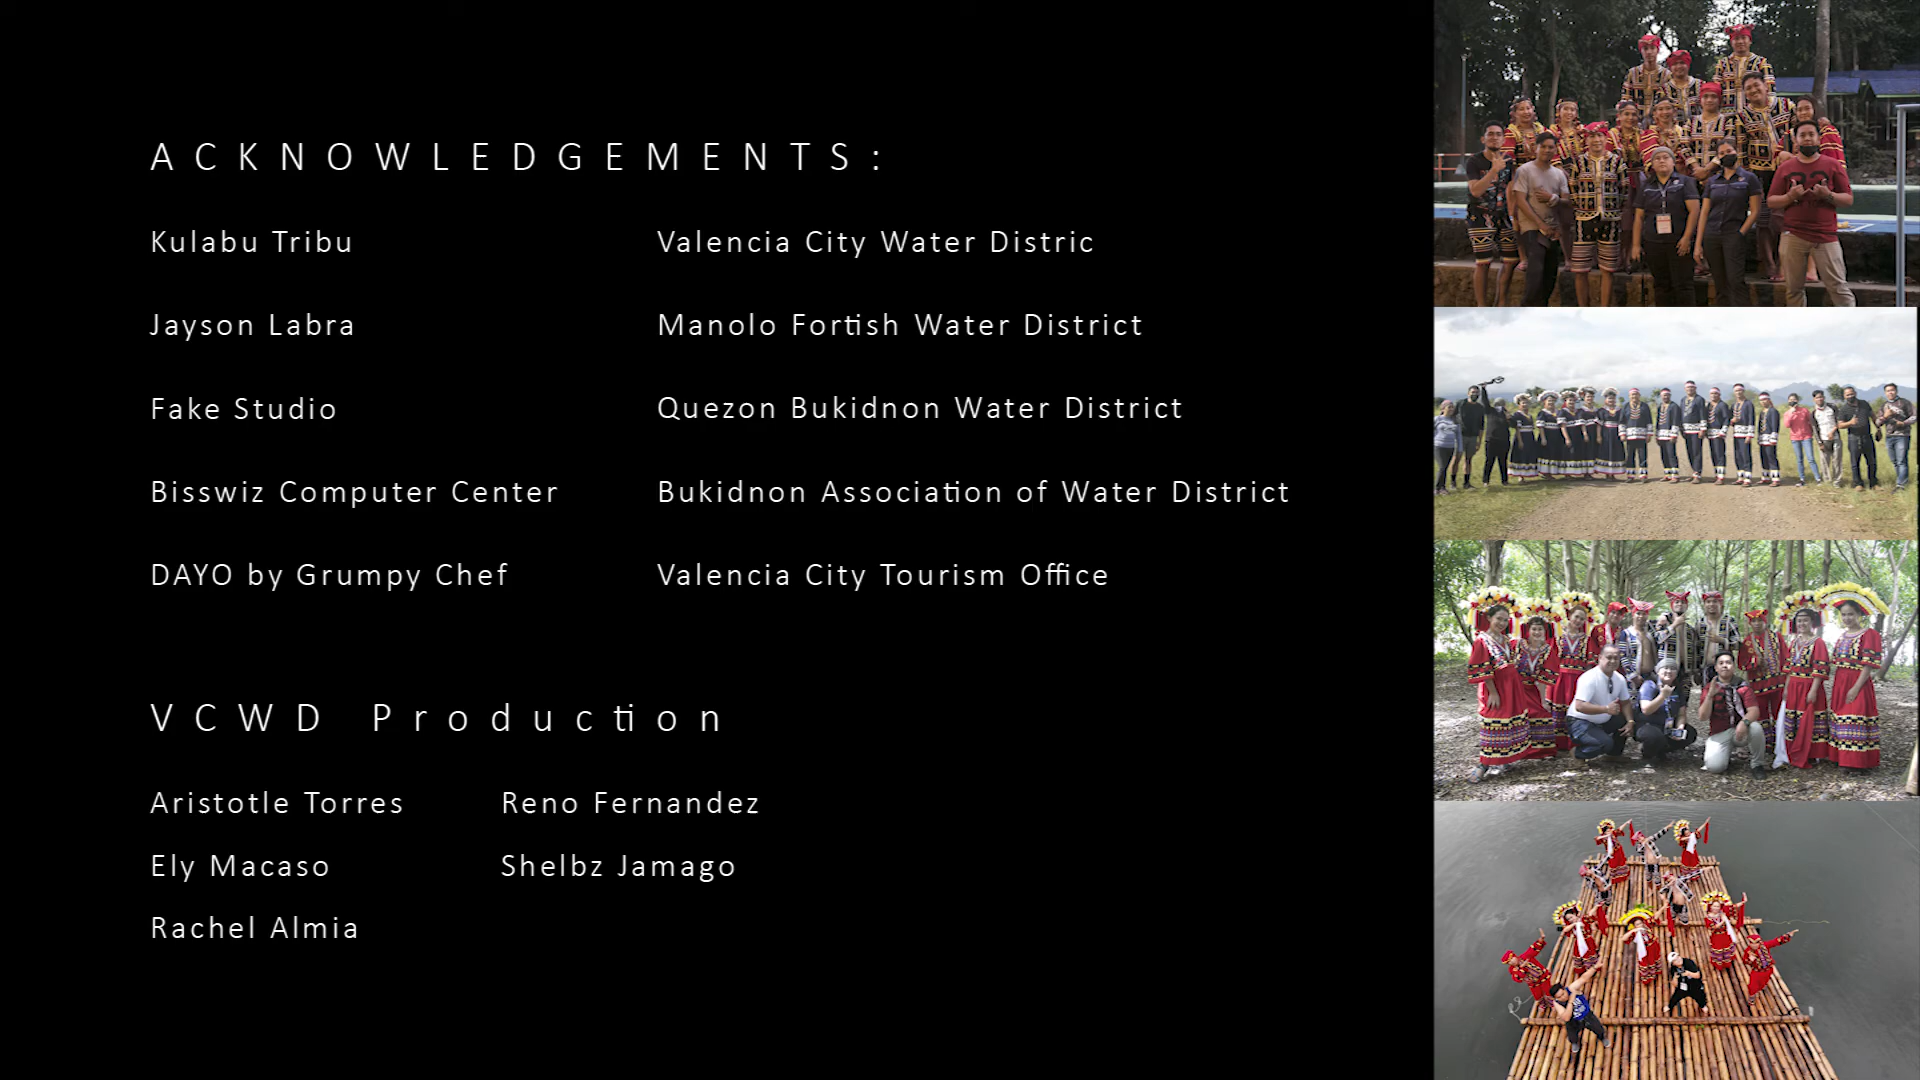 ACKNOWLEDGEMENTS:
Kulabu Tribu
Valencia City Water Distric
Jayson Labra
Manolo Fortish Water District
Fake Studio
Quezon Bukidnon Water District
Bisswiz Computer Center
Bukidnon Association of Water District
DAYO by Grumpy Chef
Valencia City Tourism Office
VCWD Production
Aristotle Torres
Reno Fernandez
Ely Macaso
Shelbz Jamago
Rachel Almia